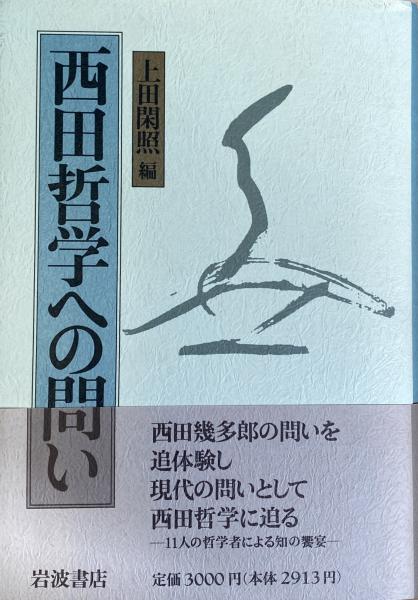 西田哲学への問い
上田閑照 編
西田幾多郎の問いを
追体験し
現代の問いとして
西田哲学に迫る
—11人の哲学者による知の饗宴—
岩波書店
定価3000円(本体2913円)